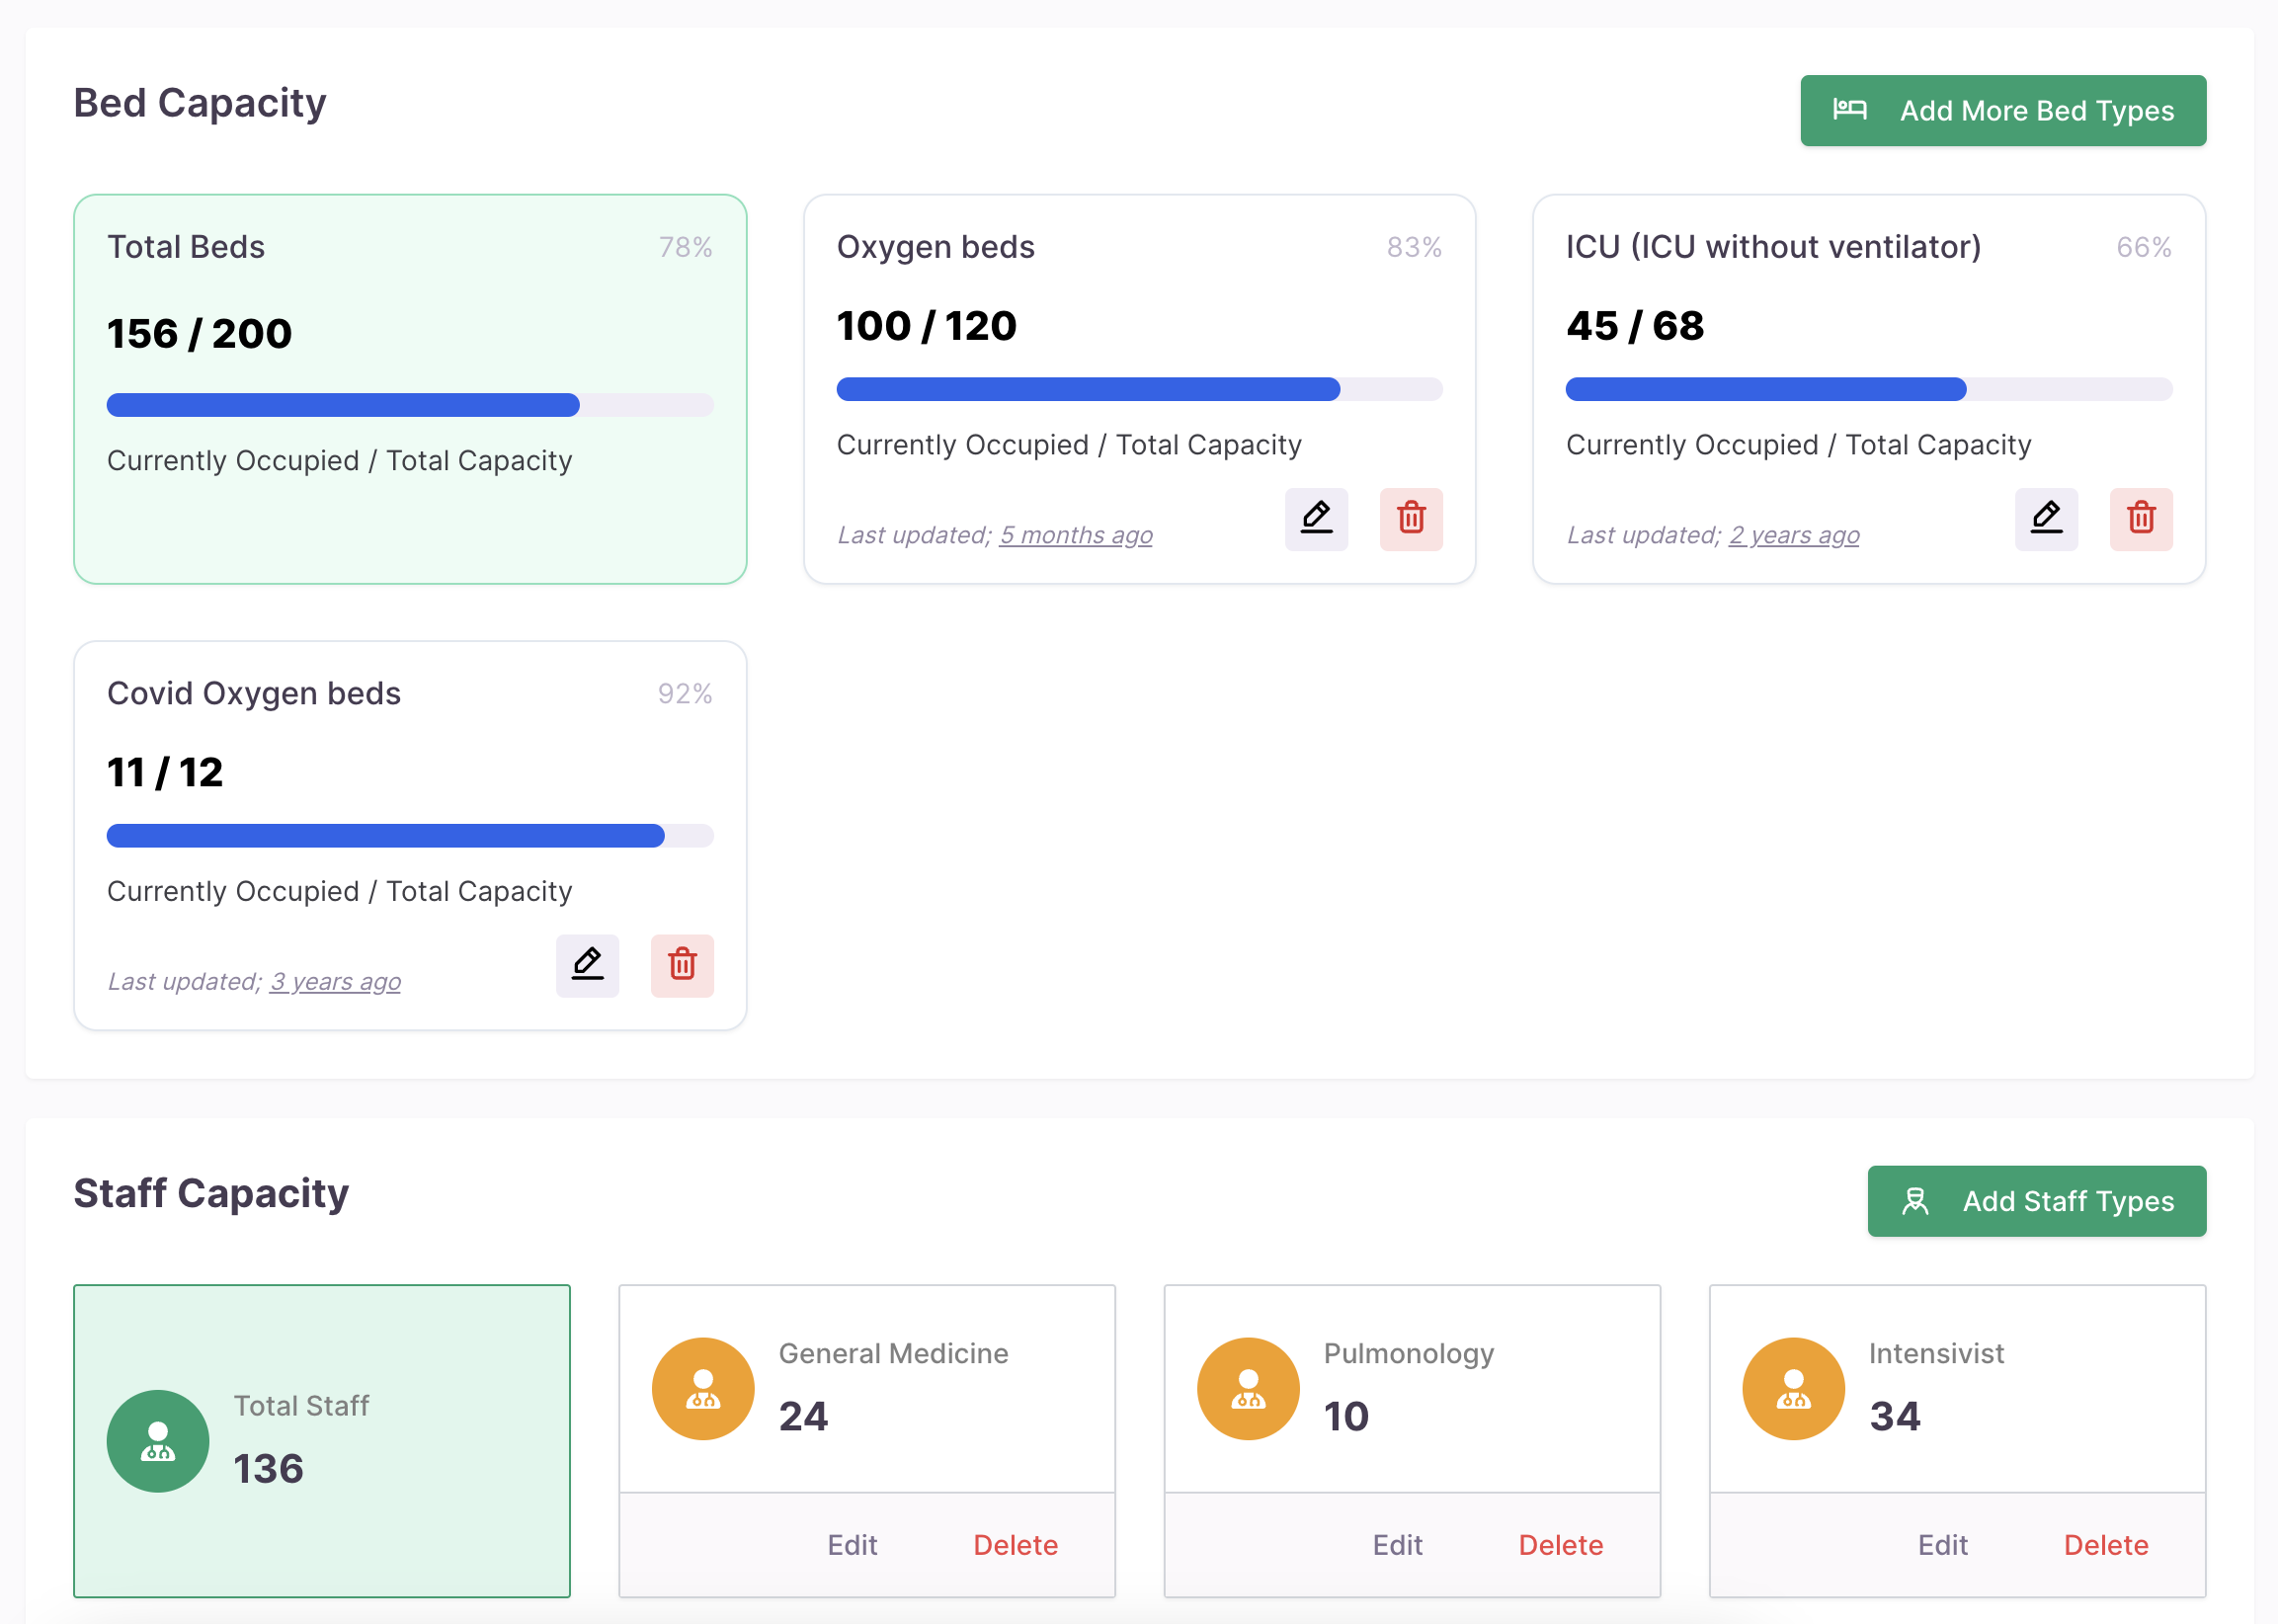 Bed Capacity
Add More Bed Types
Total Beds 78%
156 / 200
Currently Occupied / Total Capacity
Oxygen beds 83%
100 / 120
Currently Occupied / Total Capacity
Last updated; 5 months ago
ICU (ICU without ventilator) 66%
45 / 68
Currently Occupied / Total Capacity
Last updated; 2 years ago
Covid Oxygen beds 92%
11 / 12
Currently Occupied / Total Capacity
Last updated; 3 years ago
Staff Capacity
Add Staff Types
Total Staff
136
General Medicine
24
Edit Delete
Pulmonology
10
Edit Delete
Intensivist
34
Edit Delete